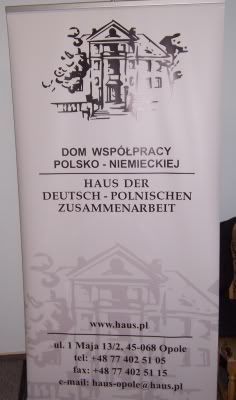 DOM WSPÓŁPRACY
POLSKO - NIEMIECKIEJ
HAUS DER
DEUTSCH - POLNISCHEN
ZUSAMMENARBEIT
www.haus.pl
ul. 1 Maja 13/2, 45-068 Opole
tel: +48 77 402 51 05
fax: +48 77 402 51 15
e-mail: haus-opole@haus.pl